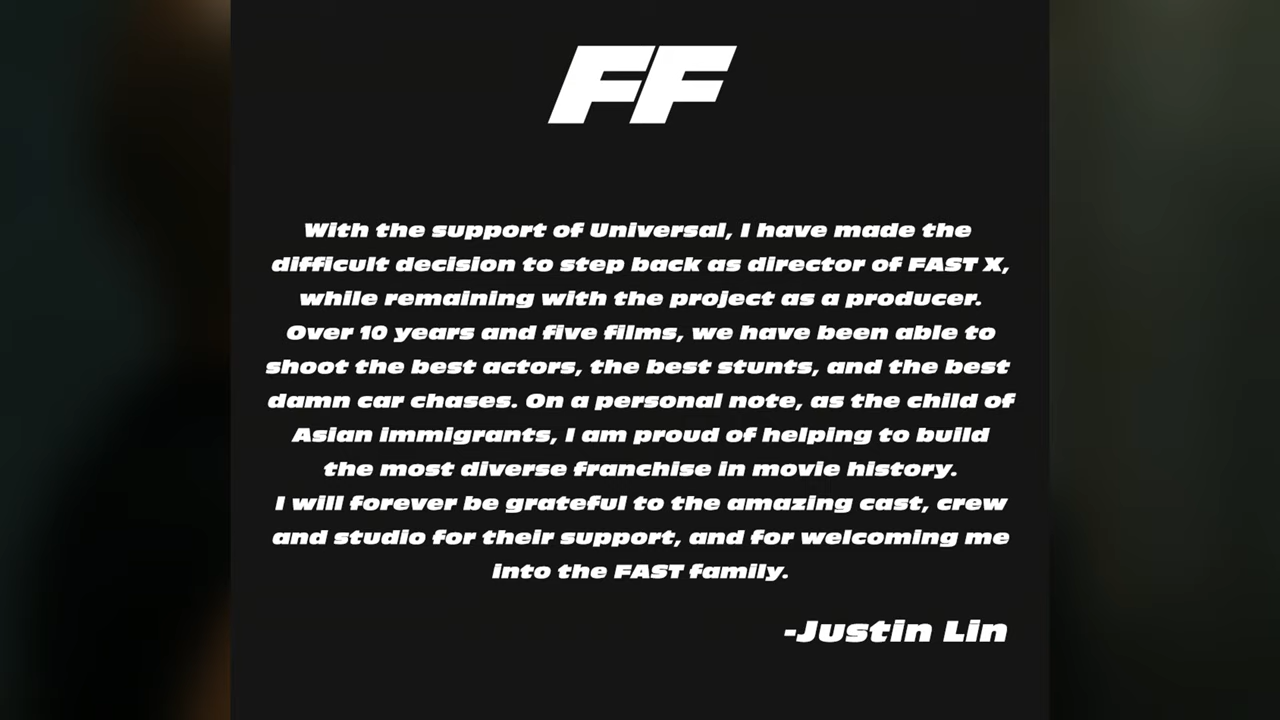 FF
With the support of Universal, I have made the
difficult decision to step back as director of FAST X,
while remaining with the project as a producer.
Over 10 years and five films, we have been able to
shoot the best actors, the best stunts, and the best
damn car chases. On a personal note, as the child of
Asian immigrants, I am proud of helping to build
the most diverse franchise in movie history.
I will forever be grateful to the amazing cast, crew
and studio for their support, and for welcoming me
into the FAST family.
-Justin Lin